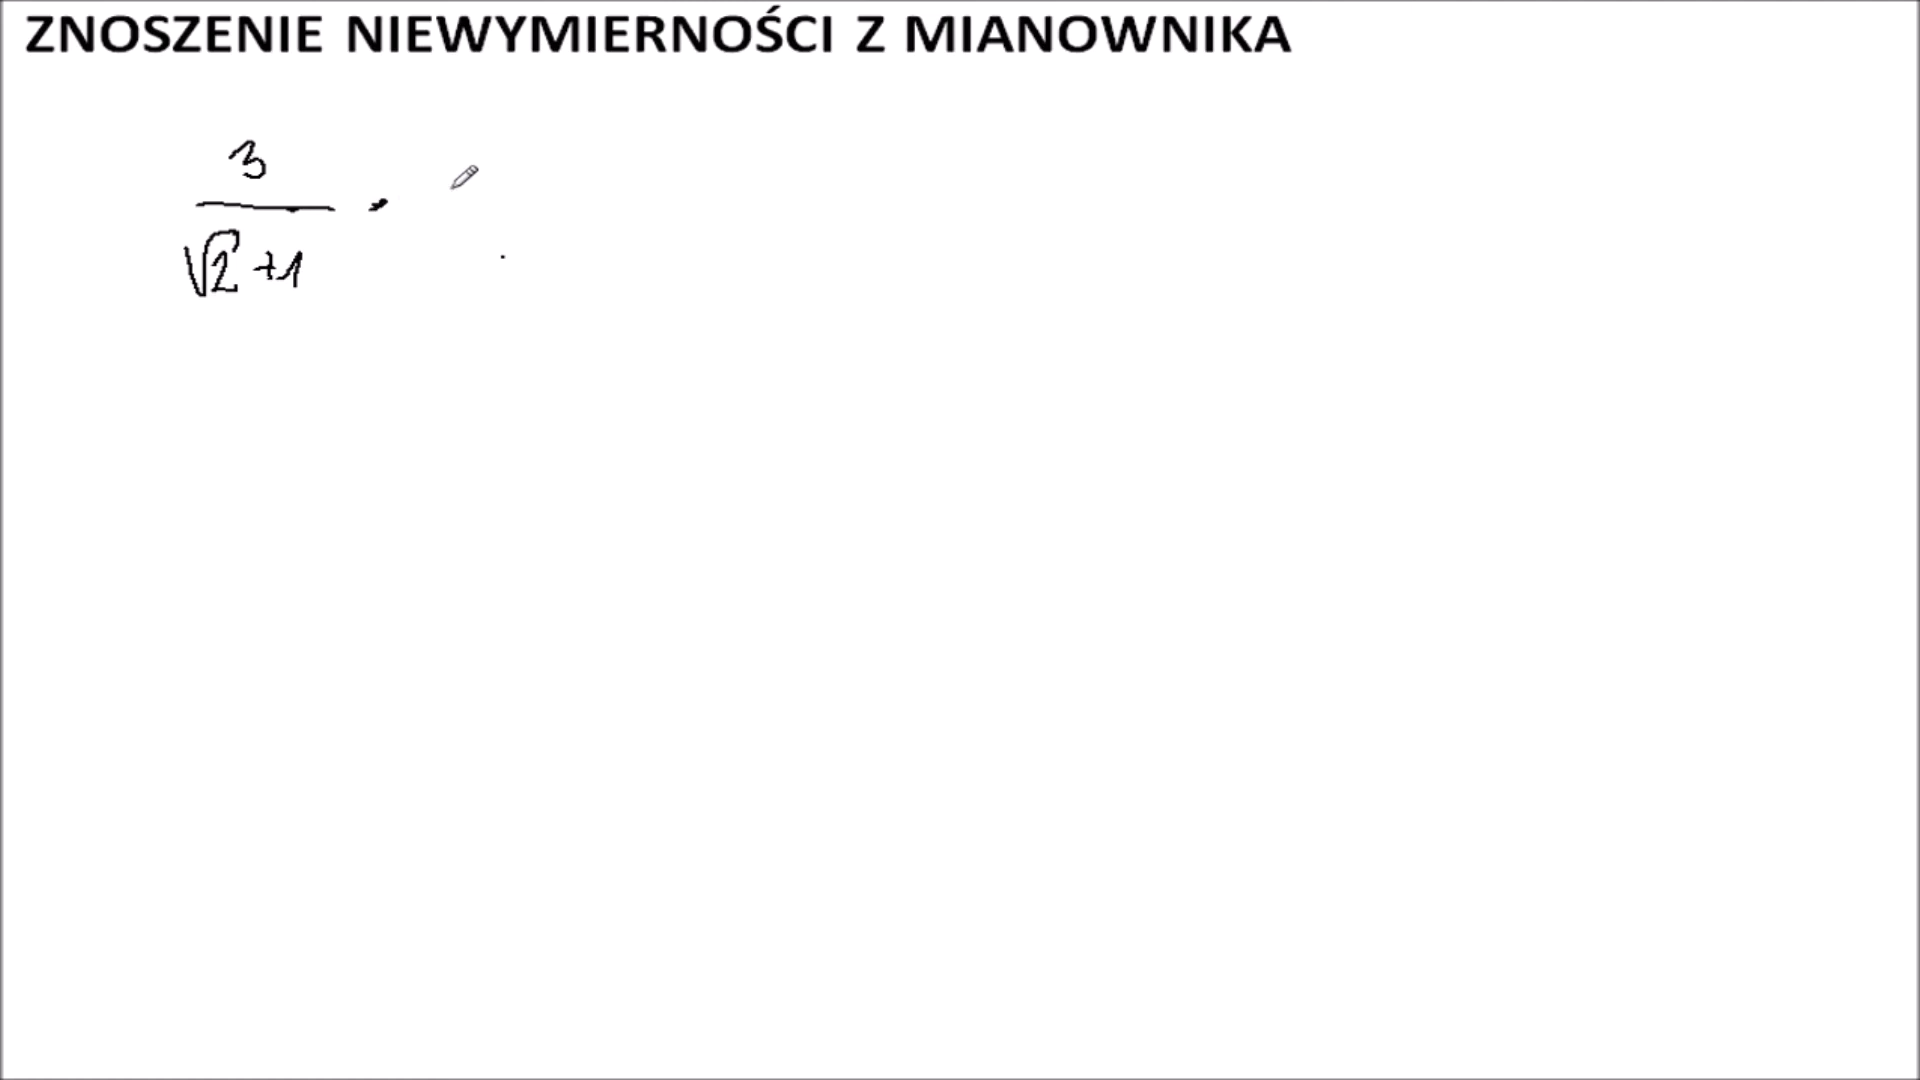 ZNOSZENIE NIEWYMIERNOŚCI Z MIANOWNIKA
3
√2 +1 ·